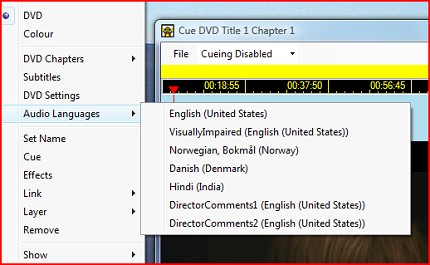 DVD
Colour
DVD Chapters
Subtitles
DVD Settings
Audio Languages
Set Name
Cue
Effects
Link
Layer
Remove
Show
Cue DVD Title 1 Chapter 1
File Cueing Disabled
00:18:55 00:37:50 00:56:45
English (United States)
VisuallyImpaired (English (United States))
Norwegian, Bokmål (Norway)
Danish (Denmark)
Hindi (India)
DirectorComments1 (English (United States))
DirectorComments2 (English (United States))